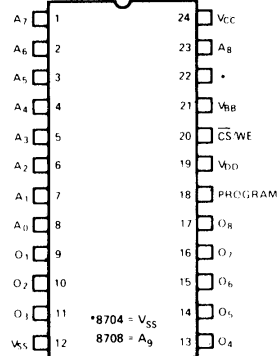 A7 1 24 VCC
A6 2 23 A8
A5 3 22 *
A4 4 21 VBB
A3 5 20 CS/WE
A2 6 19 VDD
A1 7 18 PROGRAM
A0 8 17 O8
O1 9 16 O7
O2 10 15 O6
O3 11 *8704 = VSS 14 O5
VSS 12 8708 = A9 13 O4